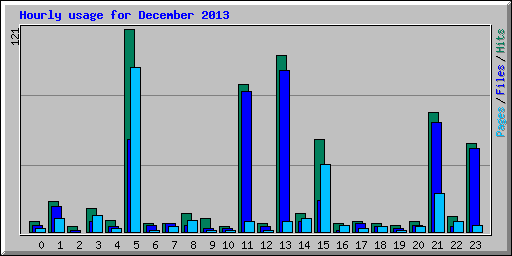 Hourly usage for December 2013
121
Pages/Files/Hits
0 1 2 3 4 5 6 7 8 9 10 11 12 13 14 15 16 17 18 19 20 21 22 23